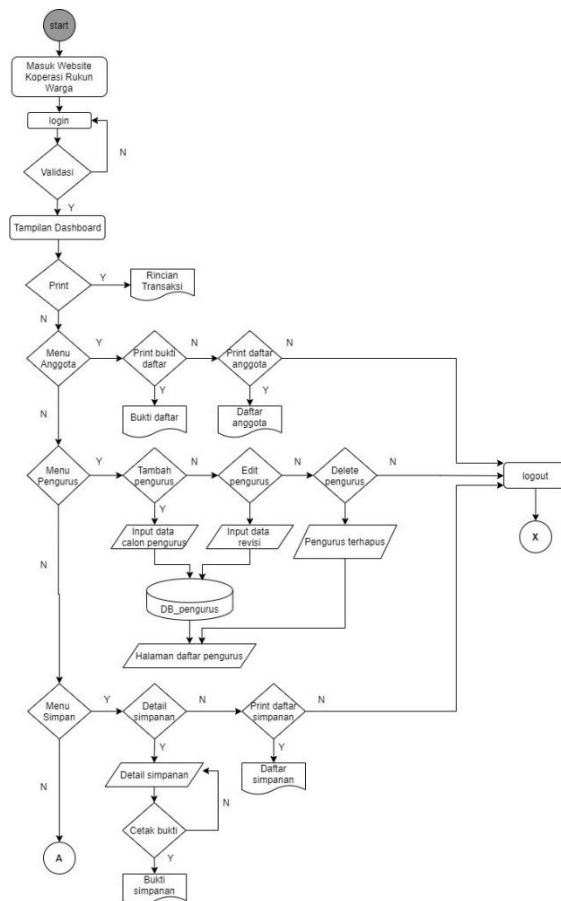 start
Masuk Website
Koperasi Rukun
Warga
login
N
Validasi
Y
Tampilan Dashboard
Print
Y
Rincian
Transaksi
N
Menu
Anggota
Y
Print bukti
daftar
N
Print daftar
anggota
N
Y
Y
Bukti daftar
Daftar
anggota
N
Menu
Pengurus
Y
Tambah
pengurus
N
Edit
pengurus
N
Delete
pengurus
N
logout
Y
Input data
calon pengurus
Input data
revisi
Pengurus terhapus
X
DB_pengurus
N
Halaman daftar pengurus
Menu
Simpan
Y
Detail
simpanan
N
Print daftar
simpanan
N
Y
Y
Detail simpanan
Daftar
simpanan
N
N
Cetak bukti
A
Y
Bukti
simpanan